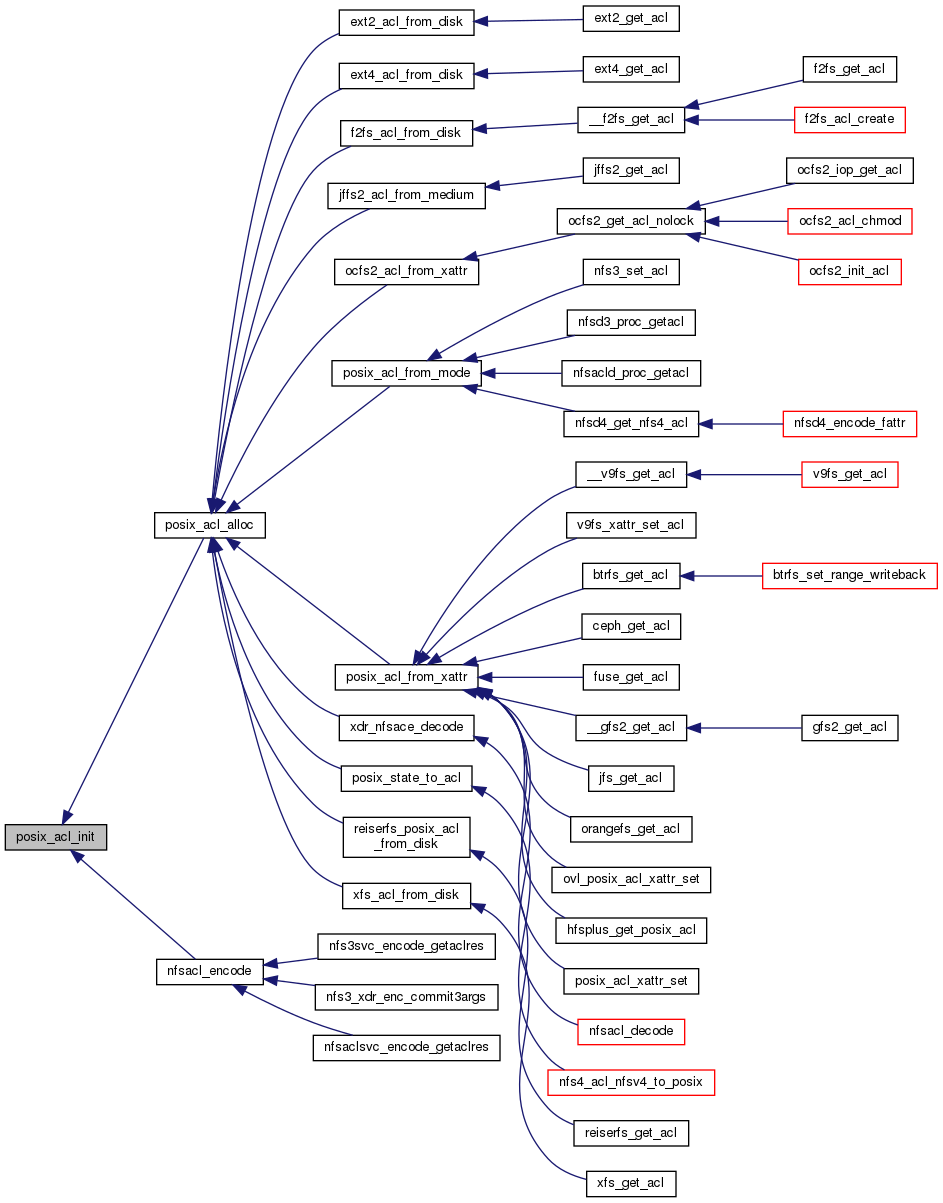 ext2_acl_from_disk
ext2_get_acl
ext4_acl_from_disk
ext4_get_acl
f2fs_get_acl
f2fs_acl_from_disk
__f2fs_get_acl
f2fs_acl_create
jffs2_acl_from_medium
jffs2_get_acl
ocfs2_iop_get_acl
ocfs2_get_acl_nolock
ocfs2_acl_chmod
ocfs2_acl_from_xattr
ocfs2_init_acl
nfs3_set_acl
nfsd3_proc_getacl
posix_acl_from_mode
nfsacld_proc_getacl
nfsd4_get_nfs4_acl
nfsd4_encode_fattr
__v9fs_get_acl
v9fs_get_acl
posix_acl_alloc
v9fs_xattr_set_acl
btrfs_get_acl
btrfs_set_range_writeback
ceph_get_acl
posix_acl_from_xattr
fuse_get_acl
xdr_nfsace_decode
__gfs2_get_acl
gfs2_get_acl
posix_state_to_acl
jfs_get_acl
posix_acl_init
reiserfs_posix_acl
_from_disk
orangefs_get_acl
xfs_acl_from_disk
ovl_posix_acl_xattr_set
hfsplus_get_posix_acl
nfs3svc_encode_getaclres
nfsacl_encode
posix_acl_xattr_set
nfs3_xdr_enc_commit3args
nfsacl_decode
nfsaclsvc_encode_getaclres
nfs4_acl_nfsv4_to_posix
reiserfs_get_acl
xfs_get_acl